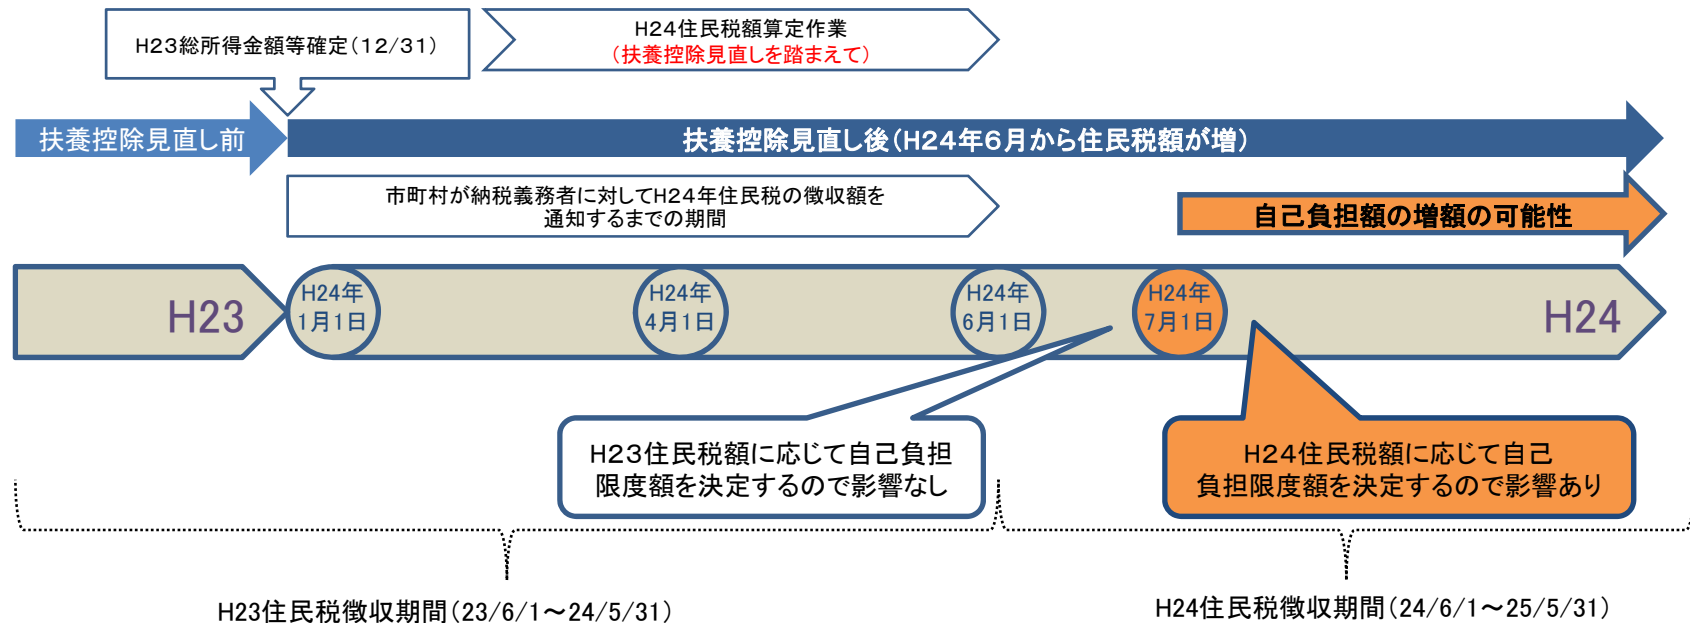 H23総所得金額等確定(12/31)
H24住民税額算定作業
(扶養控除見直しを踏まえて)
扶養控除見直し前
扶養控除見直し後(H24年6月から住民税額が増)
市町村が納税義務者に対してH24年住民税の徴収額を
通知するまでの期間
自己負担額の増額の可能性
H23
H24年
1月1日
H24年
4月1日
H24年
6月1日
H24年
7月1日
H24
H23住民税額に応じて自己負担
限度額を決定するので影響なし
H24住民税額に応じて自己
負担限度額を決定するので影響あり
H23住民税徴収期間(23/6/1～24/5/31)
H24住民税徴収期間(24/6/1～25/5/31)